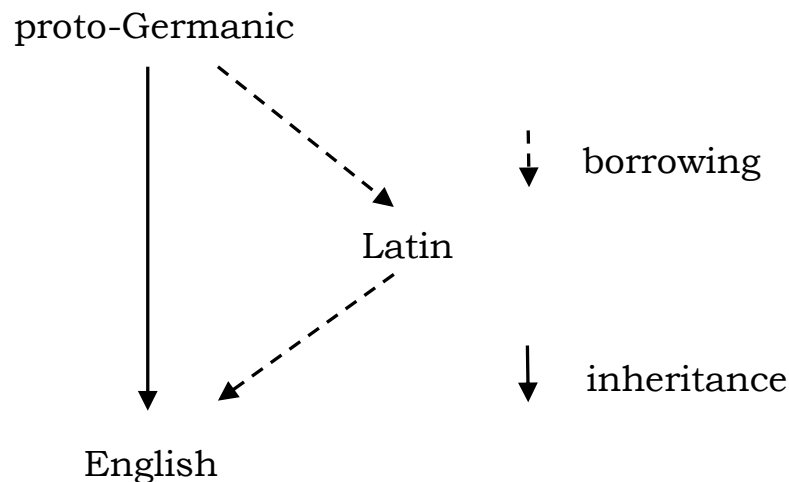 proto-Germanic
borrowing
Latin
inheritance
English